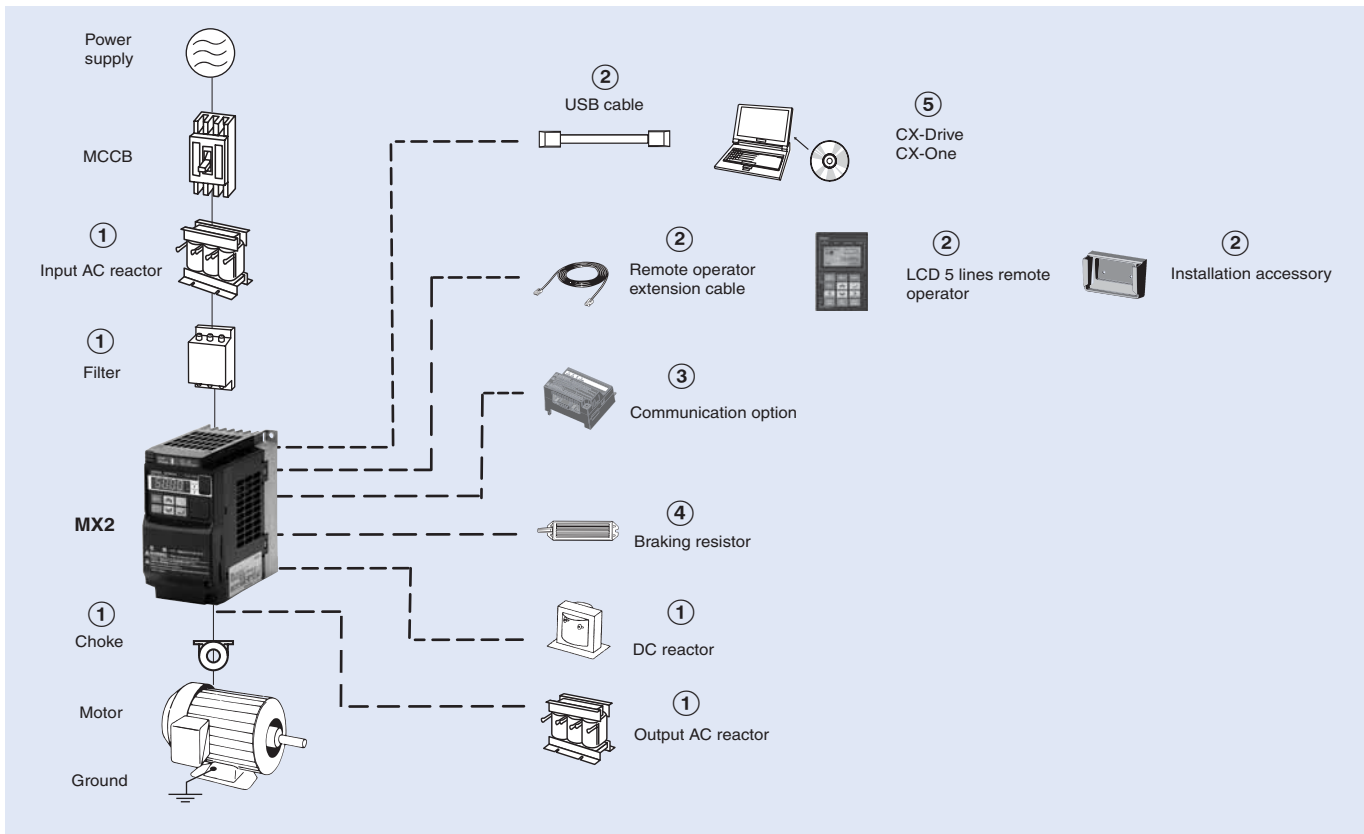 Power
supply
MCCB
1
Input AC reactor
1
Filter
MX2
1
Choke
Motor
Ground
2
USB cable
5
CX-Drive
CX-One
2
Remote operator
extension cable
2
LCD 5 lines remote
operator
2
Installation accessory
3
Communication option
4
Braking resistor
1
DC reactor
1
Output AC reactor